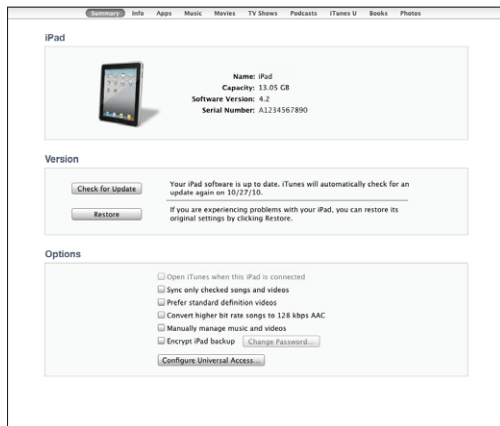 Summary Info Apps Music Movies TV Shows Podcasts iTunes U Books Photos
iPad
Name: iPad
Capacity: 13.05 GB
Software Version: 4.2
Serial Number: A1234567890
Version
Check for Update
Your iPad software is up to date. iTunes will automatically check for an
update again on 10/27/10.
Restore
If you are experiencing problems with your iPad, you can restore its
original settings by clicking Restore.
Options
Open iTunes when this iPad is connected
Sync only checked songs and videos
Prefer standard definition videos
Convert higher bit rate songs to 128 kbps AAC
Manually manage music and videos
Encrypt iPad backup Change Password...
Configure Universal Access...